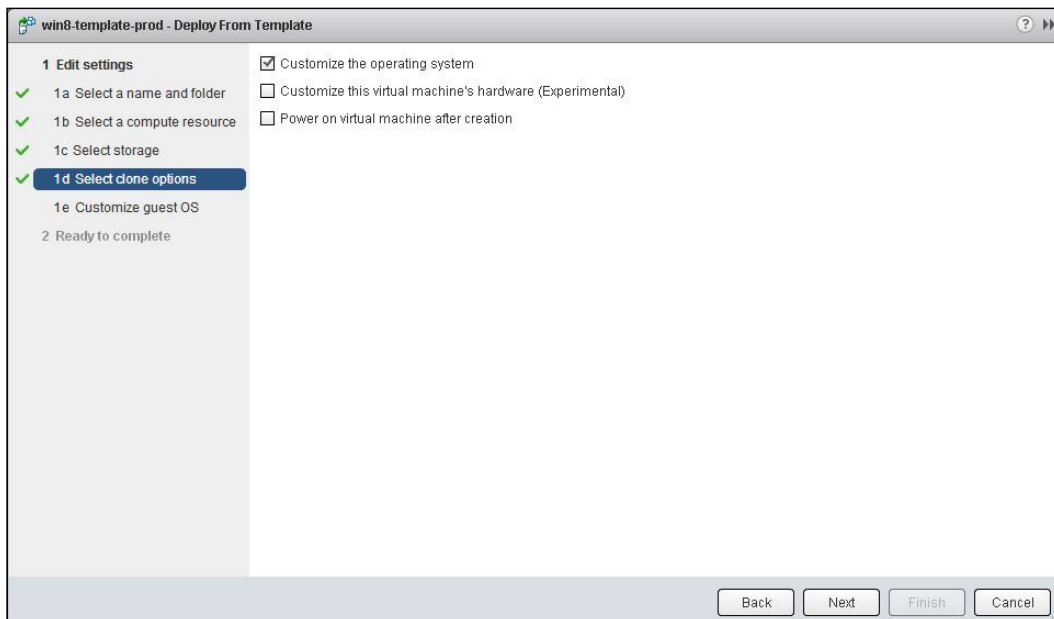 win8-template-prod - Deploy From Template
?
1 Edit settings
1a Select a name and folder
1b Select a compute resource
1c Select storage
1d Select clone options
1e Customize guest OS
2 Ready to complete
Customize the operating system
Customize this virtual machine's hardware (Experimental)
Power on virtual machine after creation
Back Next Finish Cancel